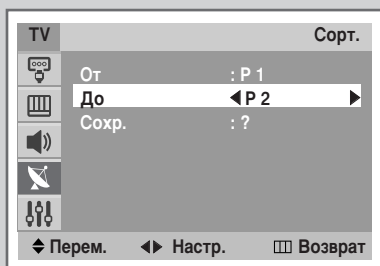 TV Сорт.
От : P 1
До ◀ P 2 ▶
Сохр. : ?
Перем. Настр. Возврат